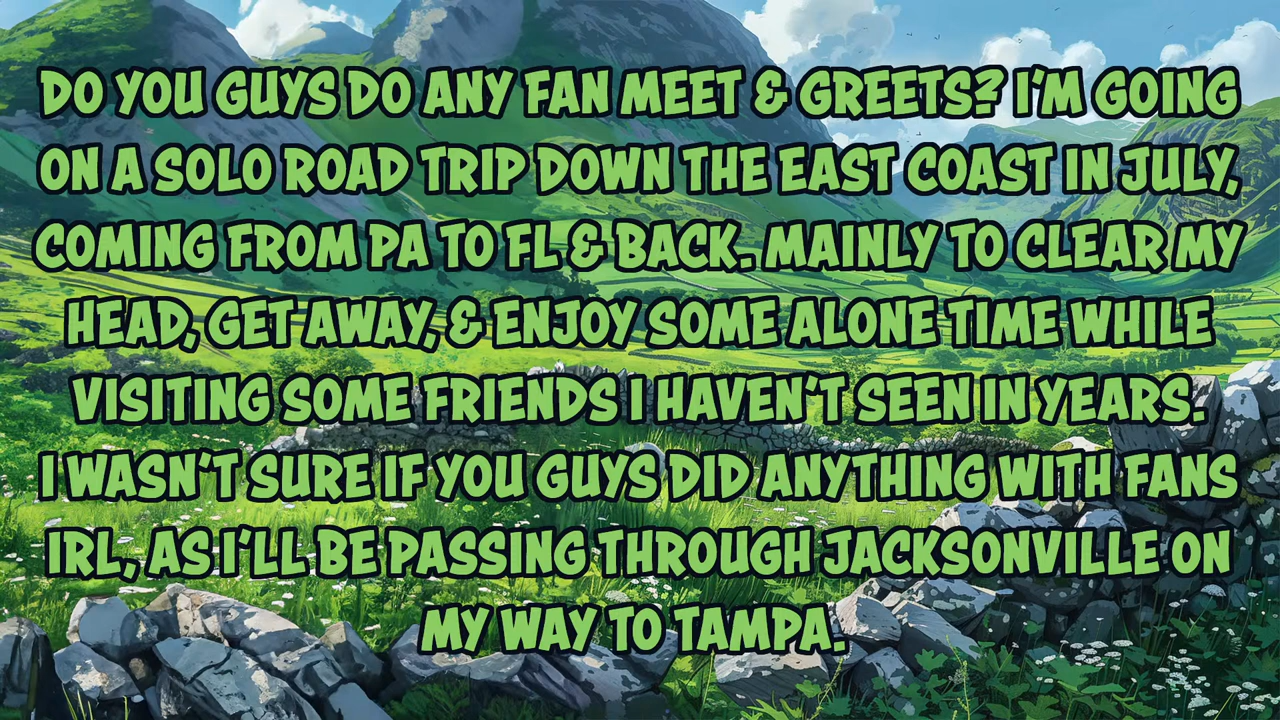 DO YOU GUYS DO ANY FAN MEET & GREETS? I'M GOING
ON A SOLO ROAD TRIP DOWN THE EAST COAST IN JULY,
COMING FROM PA TO FL & BACK. MAINLY TO CLEAR MY
HEAD, GET AWAY, & ENJOY SOME ALONE TIME WHILE
VISITING SOME FRIENDS I HAVEN'T SEEN IN YEARS.
I WASN'T SURE IF YOU GUYS DID ANYTHING WITH FANS
IRL, AS I'LL BE PASSING THROUGH JACKSONVILLE ON
MY WAY TO TAMPA.